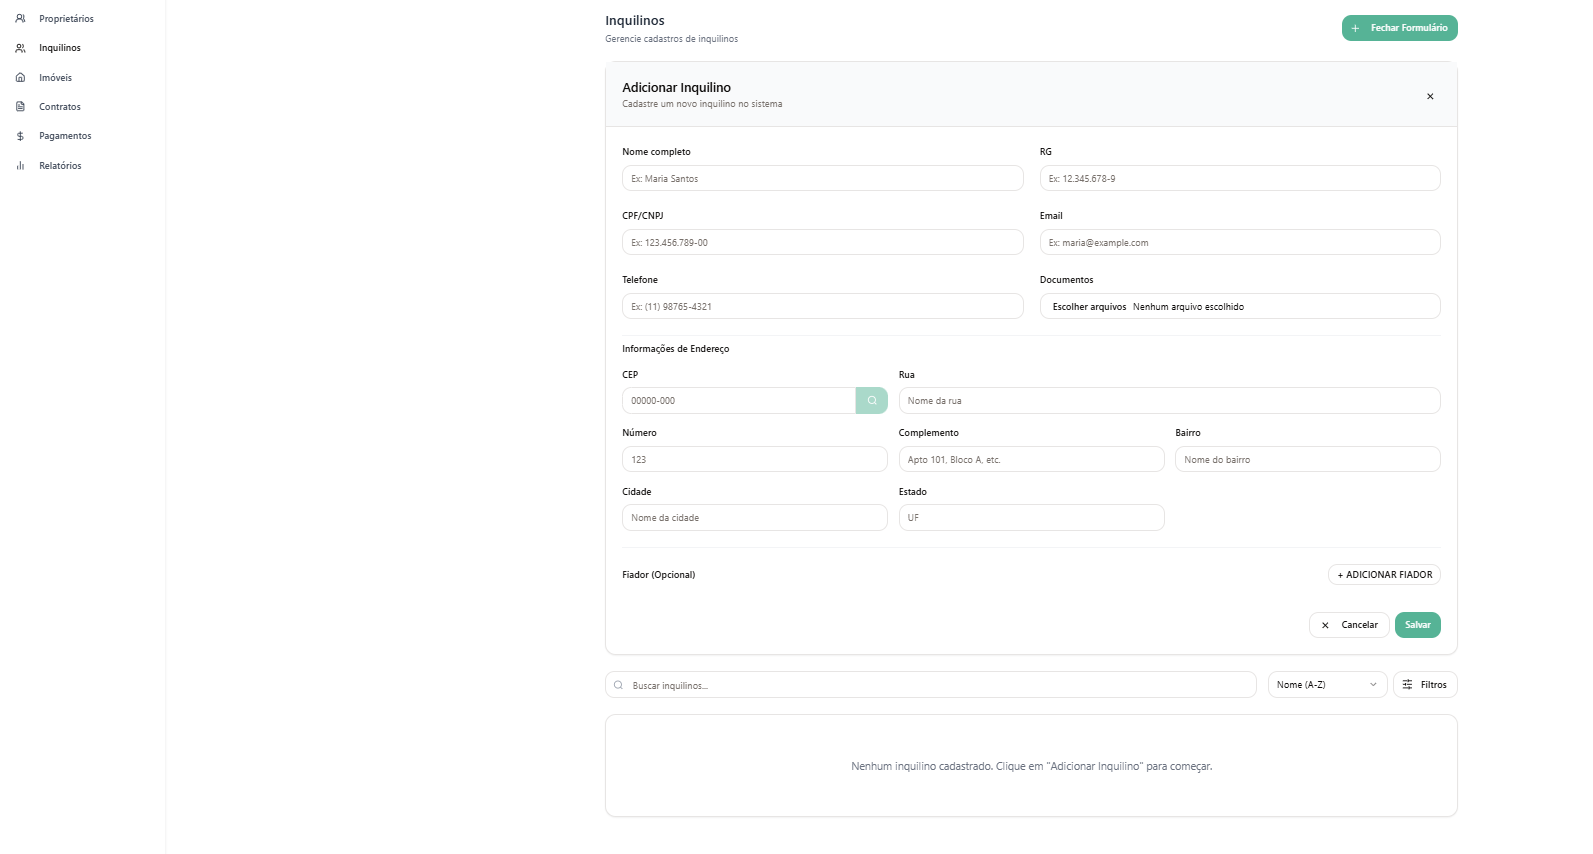 Proprietários
Inquilinos
Imóveis
Contratos
Pagamentos
Relatórios
Inquilinos
Gerencie cadastros de inquilinos
+ Fechar Formulário
Adicionar Inquilino
Cadastre um novo inquilino no sistema
Nome completo
RG
Ex: Maria Santos
Ex: 12.345.678-9
CPF/CNPJ
Email
Ex: 123.456.789-00
Ex: maria@example.com
Telefone
Documentos
Ex: (11) 98765-4321
Escolher arquivos Nenhum arquivo escolhido
Informações de Endereço
CEP
Rua
00000-000
Nome da rua
Número
Complemento
Bairro
123
Apto 101, Bloco A, etc.
Nome do bairro
Cidade
Estado
Nome da cidade
UF
Fiador (Opcional)
+ ADICIONAR FIADOR
Cancelar
Salvar
Buscar inquilinos...
Nome (A-Z)
Filtros
Nenhum inquilino cadastrado. Clique em "Adicionar Inquilino" para começar.